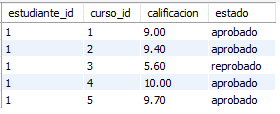 estudiante_id curso_id calificacion estado
1 1 9.00 aprobado
1 2 9.40 aprobado
1 3 5.60 reprobado
1 4 10.00 aprobado
1 5 9.70 aprobado